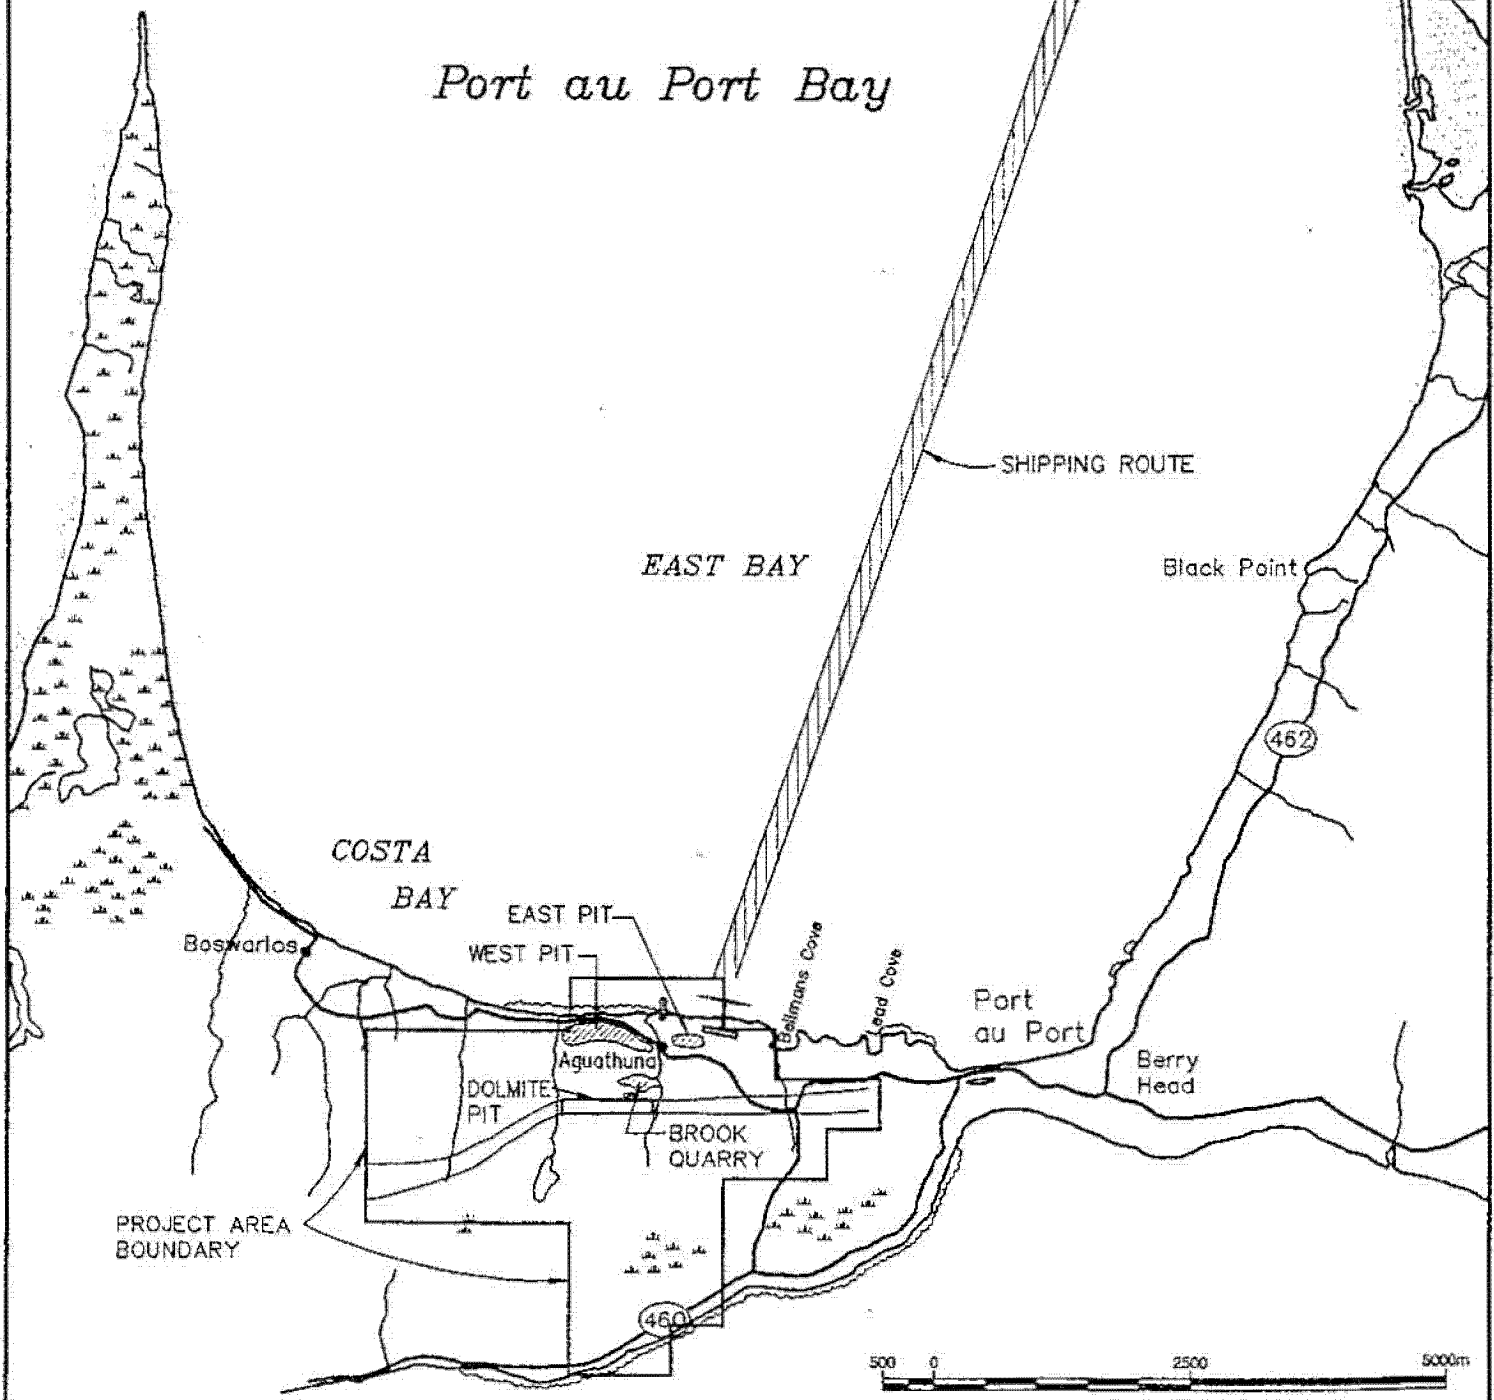 Port au Port Bay
SHIPPING ROUTE
EAST BAY
Black Point
462
COSTA
BAY
EAST PIT
WEST PIT
Boswarlos
Bellmans Cove
Lead Cove
Port
au Port
Aguathuna
Berry
Head
DOLMITE
PIT
BROOK
QUARRY
PROJECT AREA
BOUNDARY
460
500 0 2500 5000m